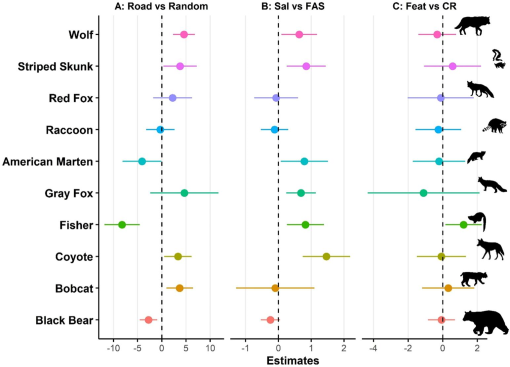 A: Road vs Random B: Sal vs FAS C: Feat vs CR
Wolf
Striped Skunk
Red Fox
Raccoon
American Marten
Gray Fox
Fisher
Coyote
Bobcat
Black Bear
-10 -5 0 5 10 -1 0 1 2 -4 -2 0 2
Estimates